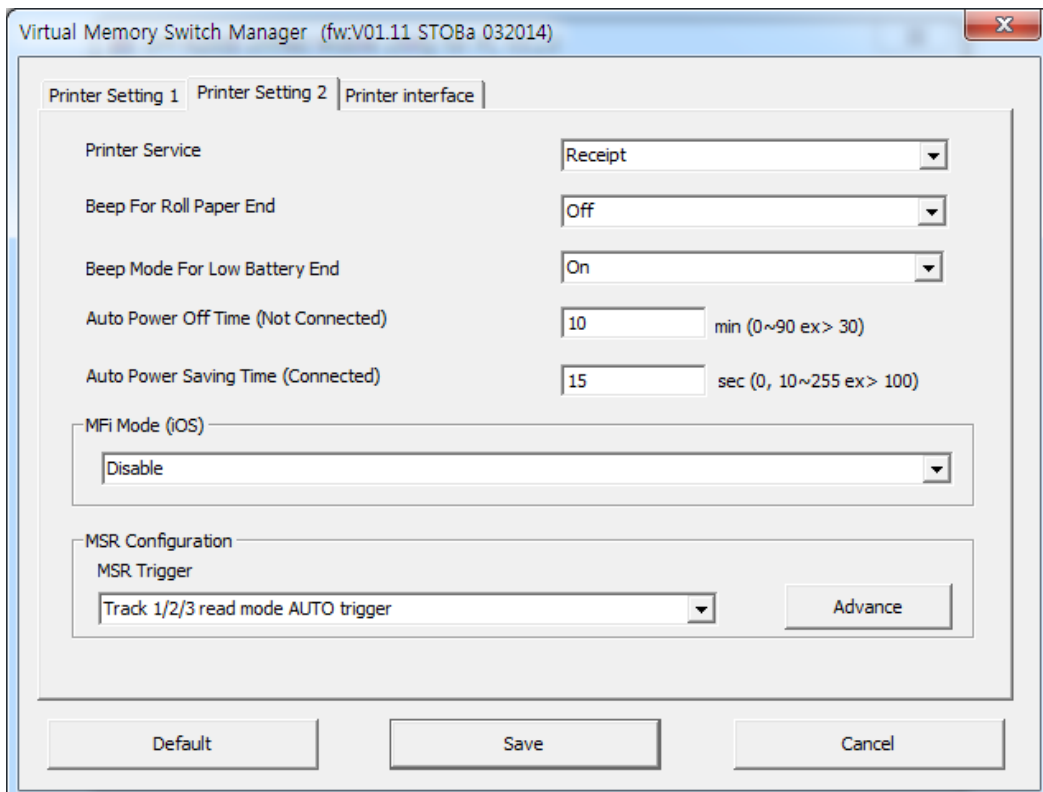 Virtual Memory Switch Manager (fw:V01.11 STOBa 032014)
Printer Setting 1 Printer Setting 2 Printer interface
Printer Service Receipt
Beep For Roll Paper End Off
Beep Mode For Low Battery End On
Auto Power Off Time (Not Connected) 10 min (0~90 ex> 30)
Auto Power Saving Time (Connected) 15 sec (0, 10~255 ex> 100)
MFi Mode (iOS)
Disable
MSR Configuration
MSR Trigger
Track 1/2/3 read mode AUTO trigger Advance
Default Save Cancel